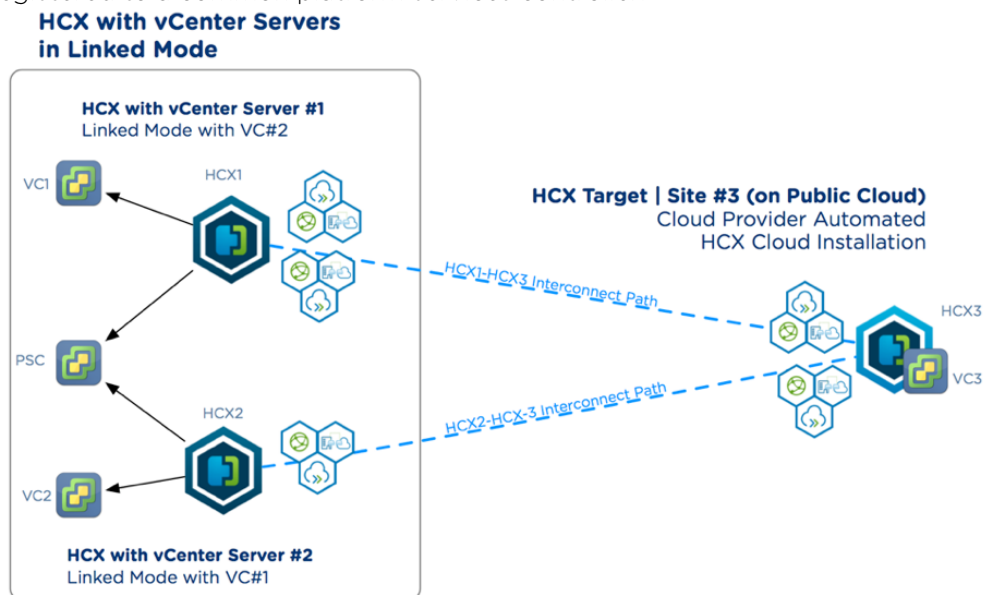 HCX with vCenter Servers
in Linked Mode
HCX with vCenter Server #1
Linked Mode with VC#2
VC1
HCX1
HCX Target | Site #3 (on Public Cloud)
Cloud Provider Automated
HCX Cloud Installation
HCX1-HCX3 Interconnect Path
HCX3
PSC
VC3
HCX2
HCX2-HCX-3 Interconnect Path
VC2
HCX with vCenter Server #2
Linked Mode with VC#1